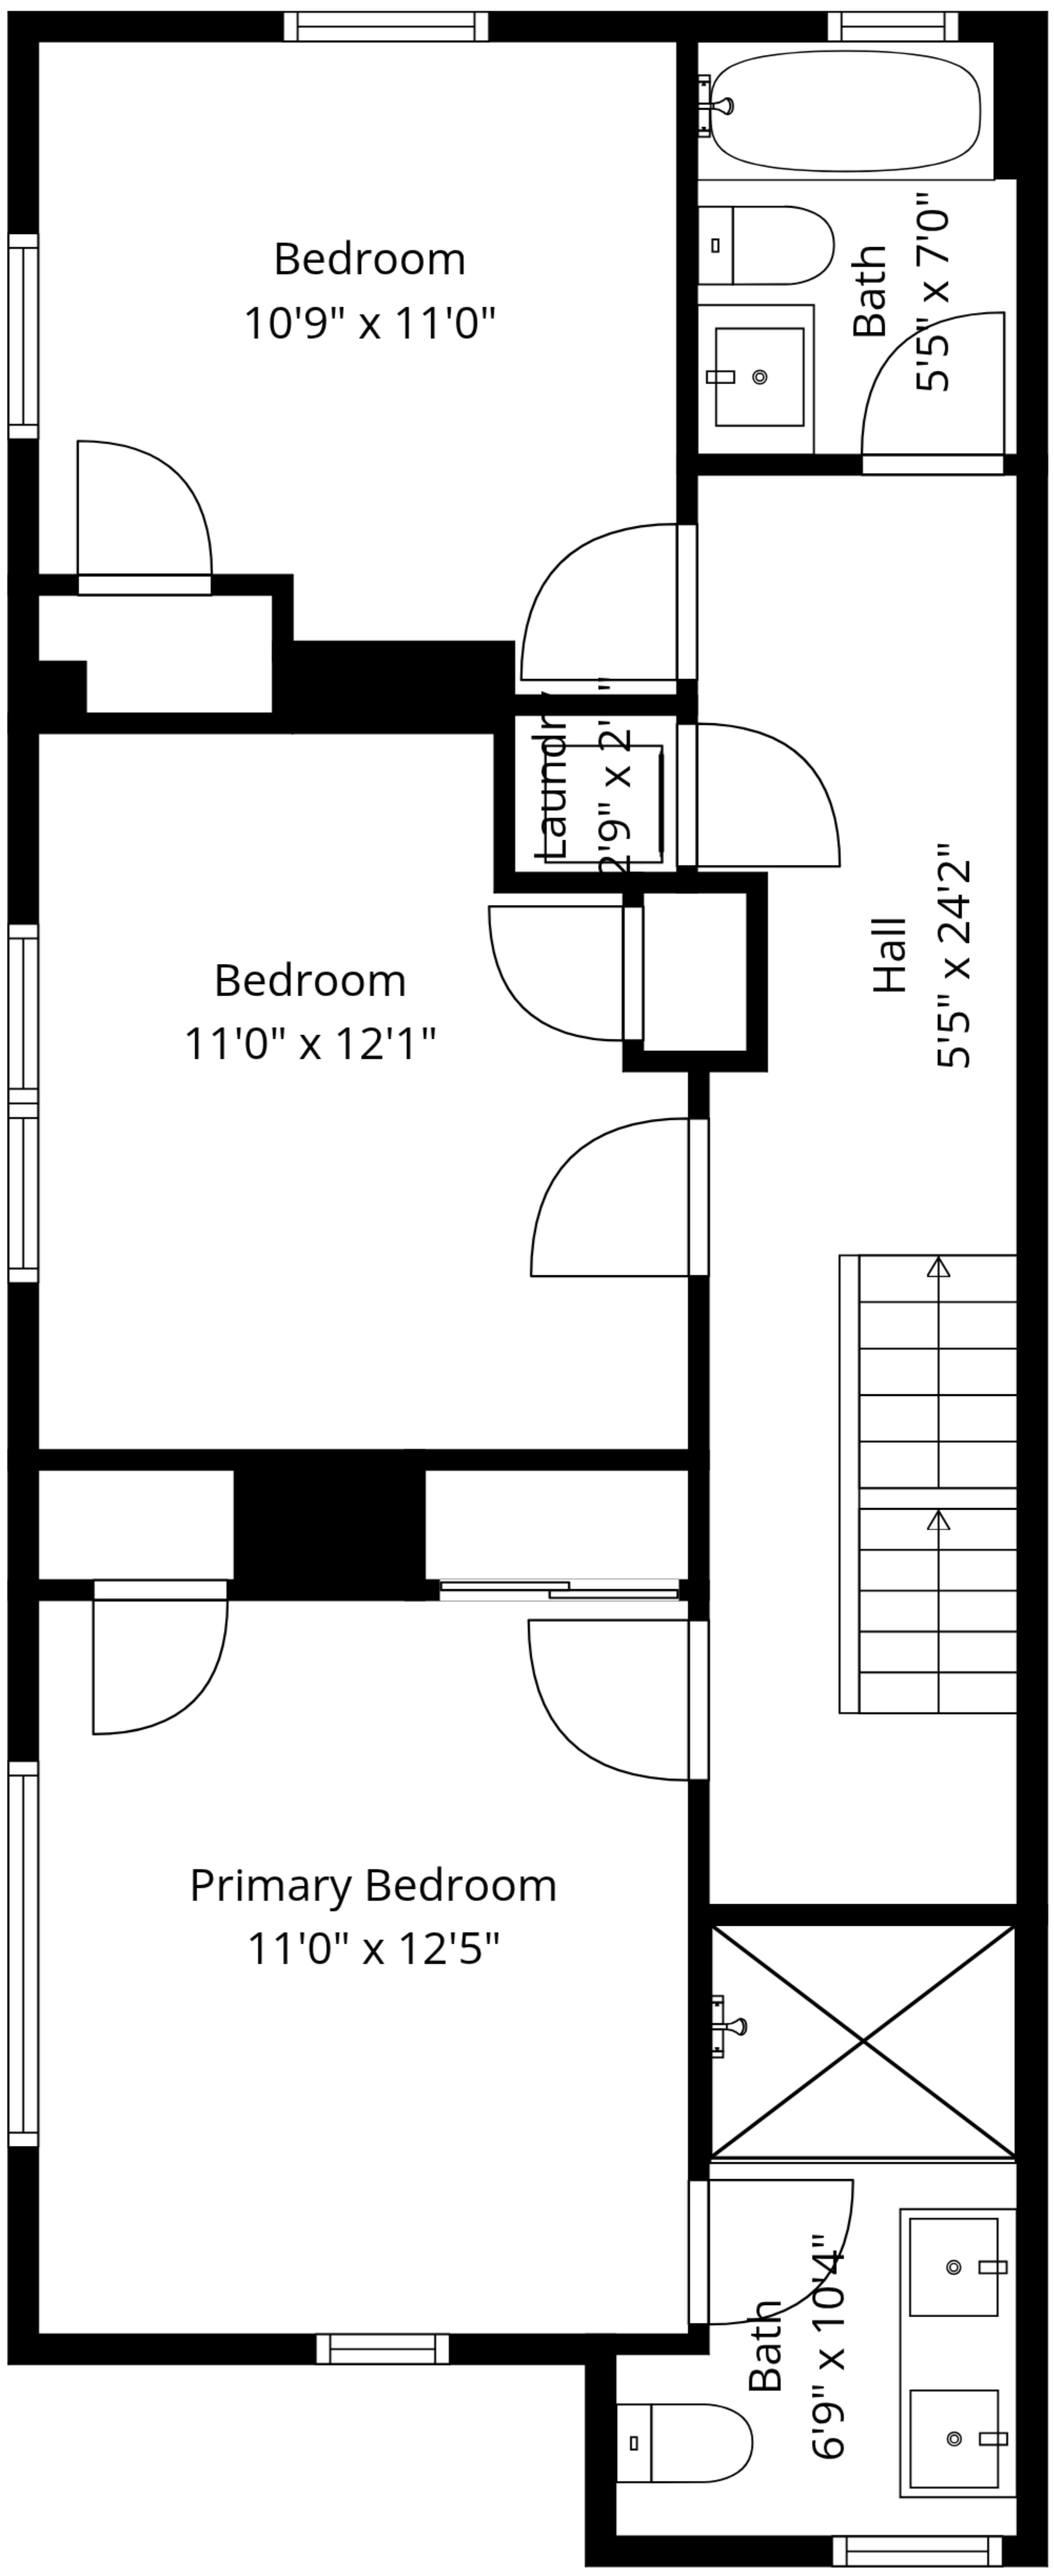 Bedroom
10'9" x 11'0"
Bath
5'5" x 7'0"
Laundry
Hall
5'5" x 24'2"
Bedroom
11'0" x 12'1"
Primary Bedroom
11'0" x 12'5"
Bath
6'9" x 10'4"